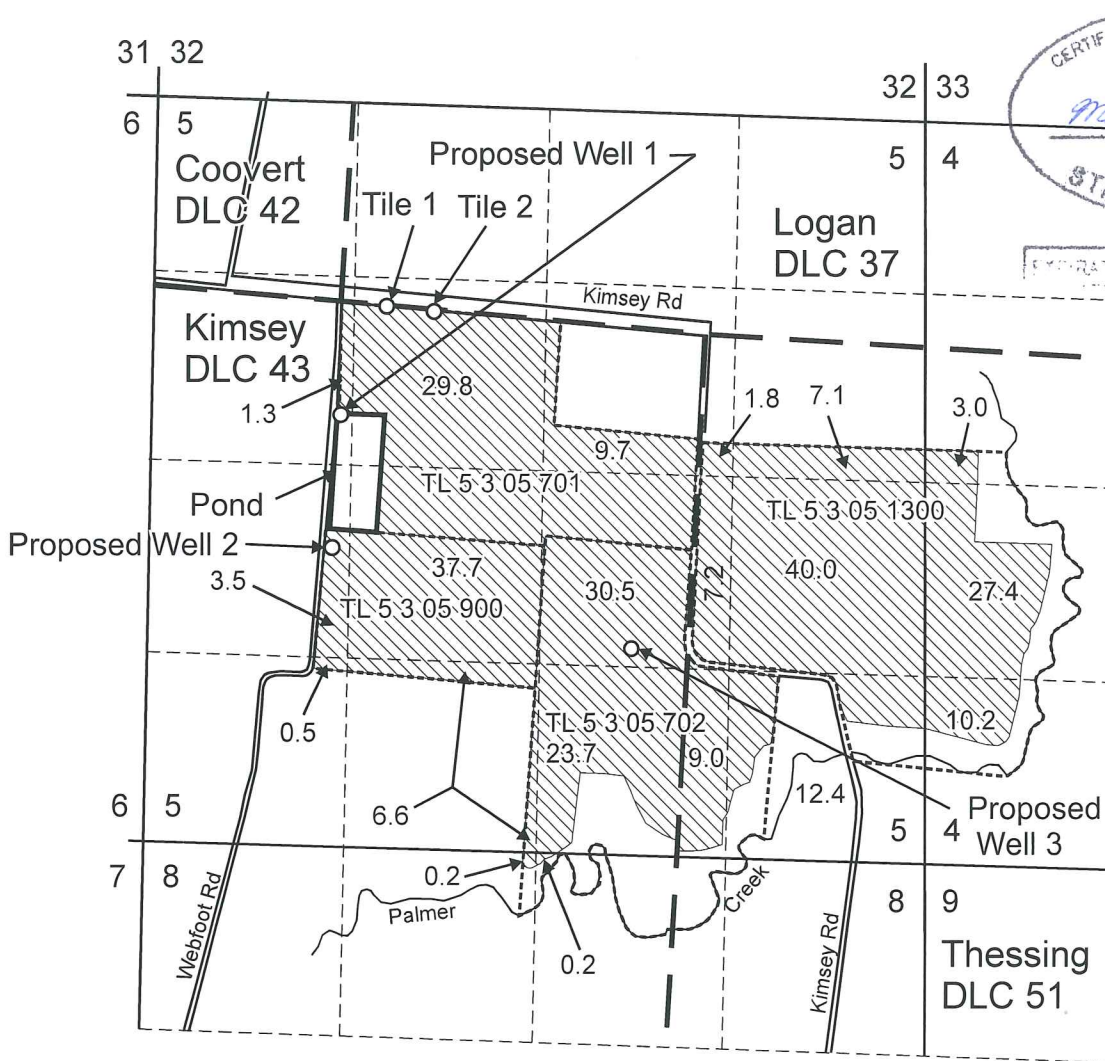 31 32
32 33
6 5
5 4
CERTIF
Coovert
DLC 42
Proposed Well 1
Tile 1
Tile 2
Logan
DLC 37
Kimsey Rd
Kimsey
DLC 43
29.8
1.3
1.8
7.1
3.0
9.7
TL 5 3 05 701
TL 5 3 05 1300
Pond
Proposed Well 2
37.7
30.5
7.2
40.0
27.4
3.5
TL 5 3 05 900
0.5
TL 5 3 05 702
23.7
9.0
10.2
12.4
6 5
6.6
5 4
Proposed
Well 3
7 8
0.2
8 9
Palmer
Creek
0.2
Webfoot Rd
Kimsey Rd
Thessing
DLC 51